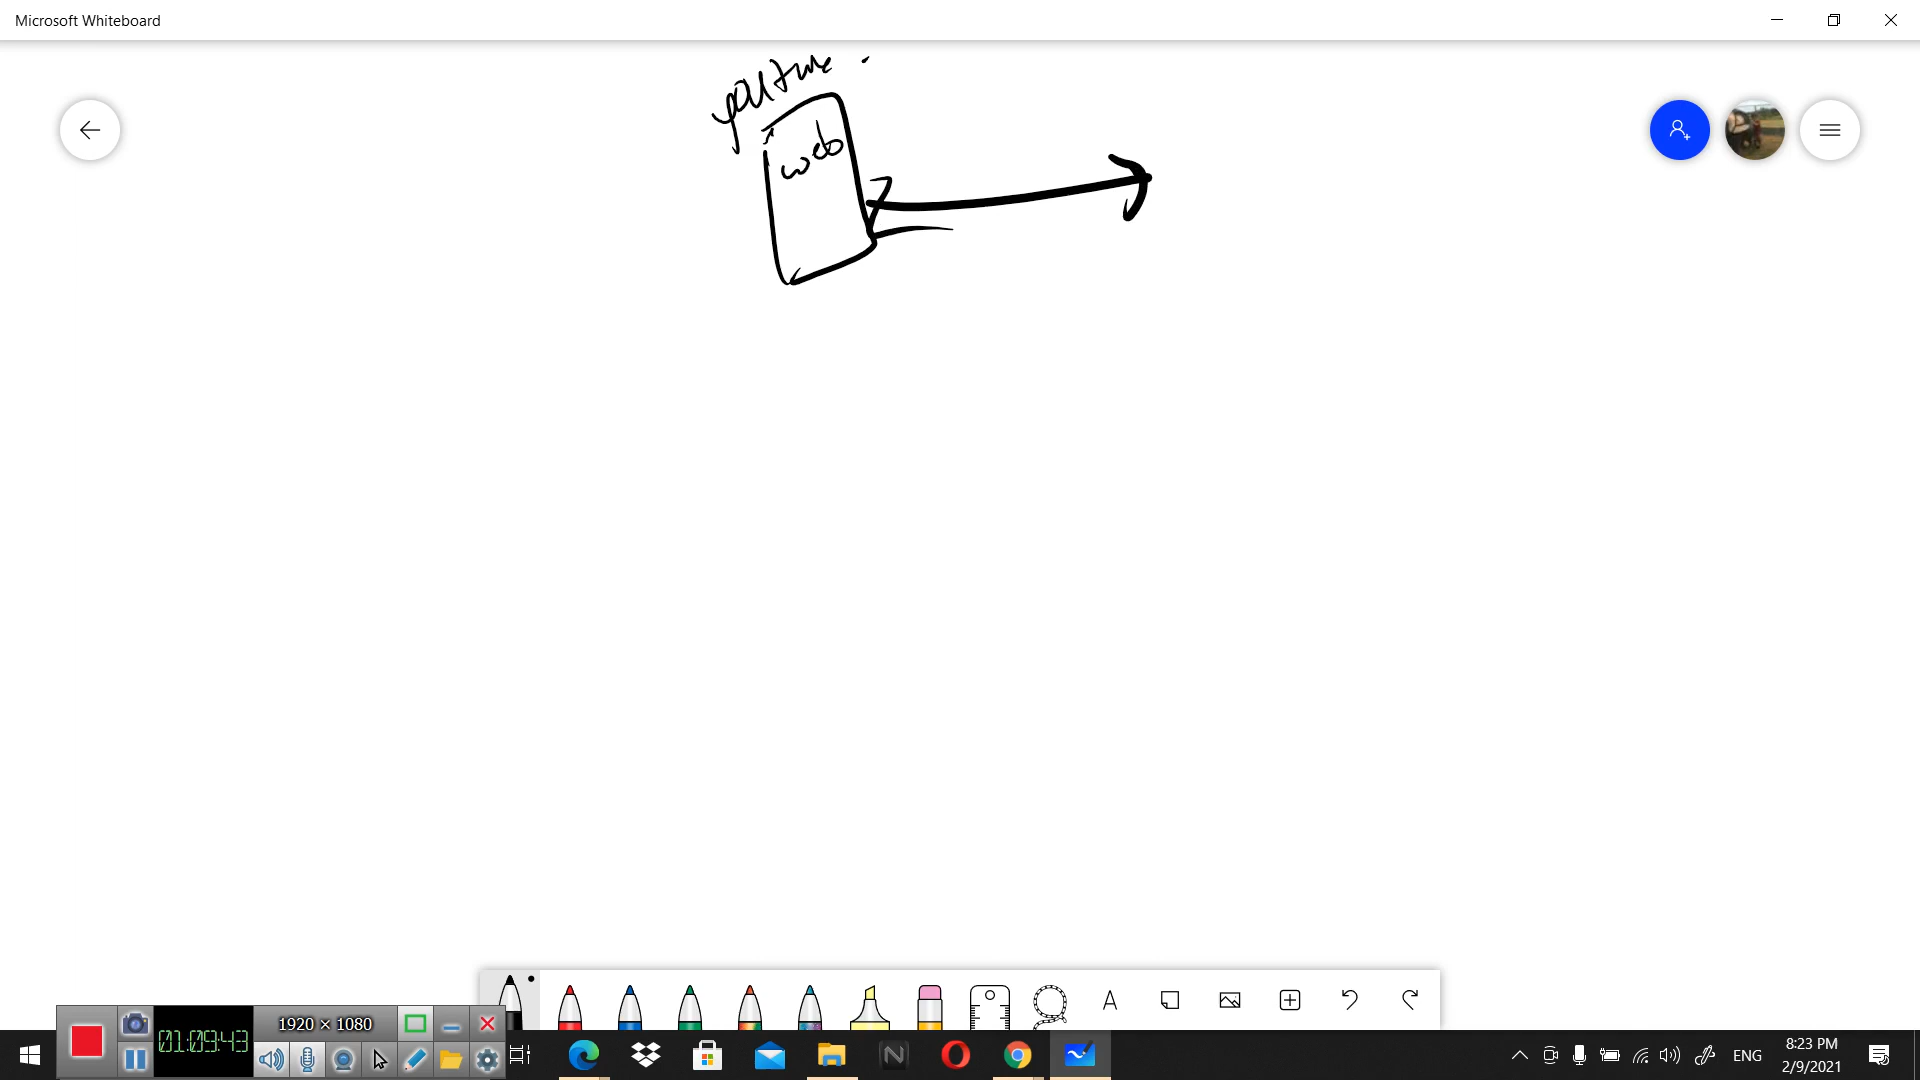 Microsoft Whiteboard
web
A
01:09:43
1920 × 1080
N
ENG
8:23 PM
2/9/2021